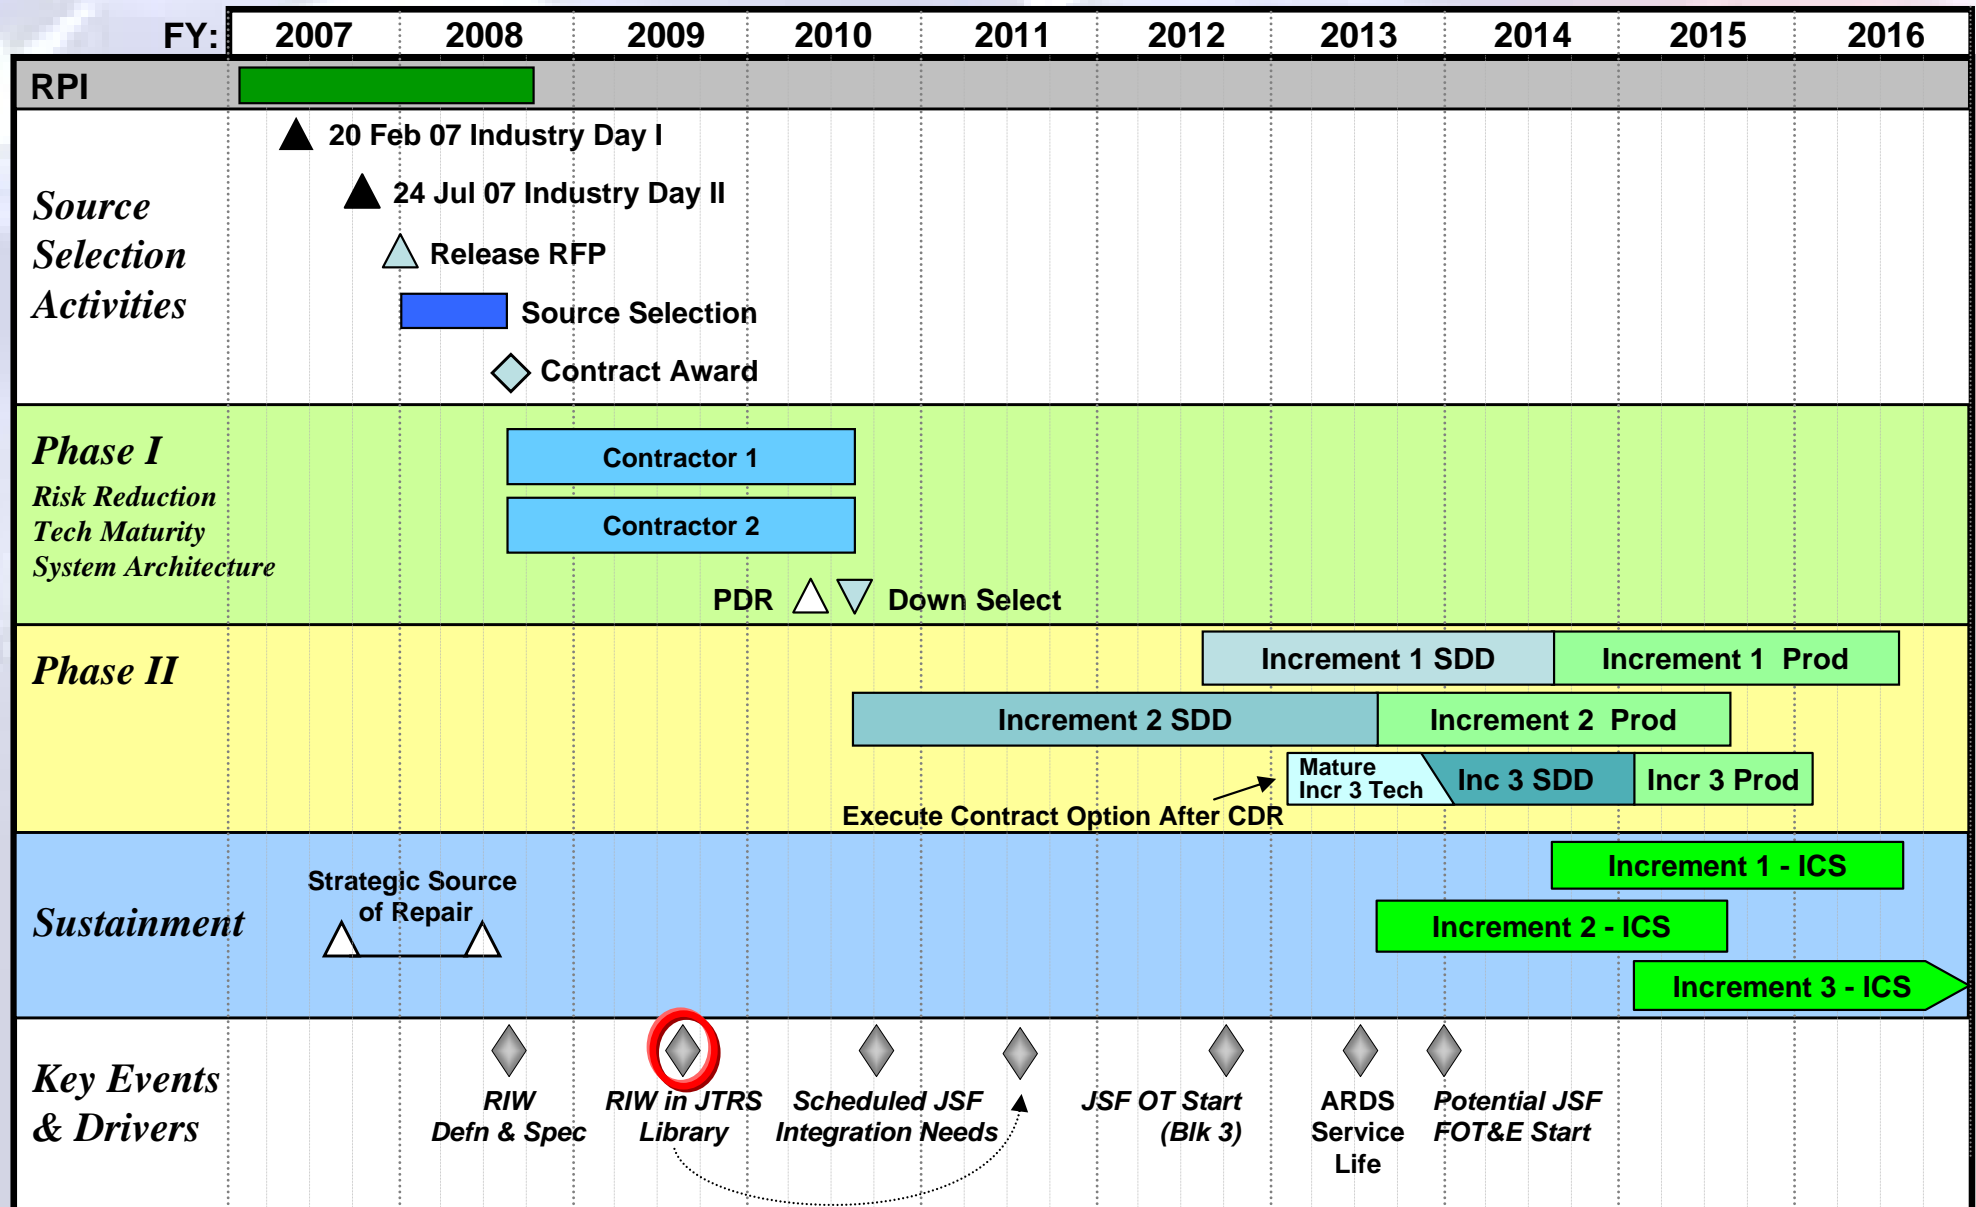 FY: 2007 2008 2009 2010 2011 2012 2013 2014 2015 2016
RPI
Source
Selection
Activities
20 Feb 07 Industry Day I
24 Jul 07 Industry Day II
Release RFP
Source Selection
Contract Award
Phase I
Risk Reduction
Tech Maturity
System Architecture
Contractor 1
Contractor 2
PDR
Down Select
Phase II
Increment 1 SDD
Increment 1 Prod
Increment 2 SDD
Increment 2 Prod
Mature
Incr 3 Tech
Inc 3 SDD
Incr 3 Prod
Execute Contract Option After CDR
Sustainment
Strategic Source
of Repair
Increment 1 - ICS
Increment 2 - ICS
Increment 3 - ICS
Key Events
& Drivers
RIW
Defn & Spec
RIW in JTRS
Library
Scheduled JSF
Integration Needs
JSF OT Start
(Blk 3)
ARDS
Service
Life
Potential JSF
FOT&E Start